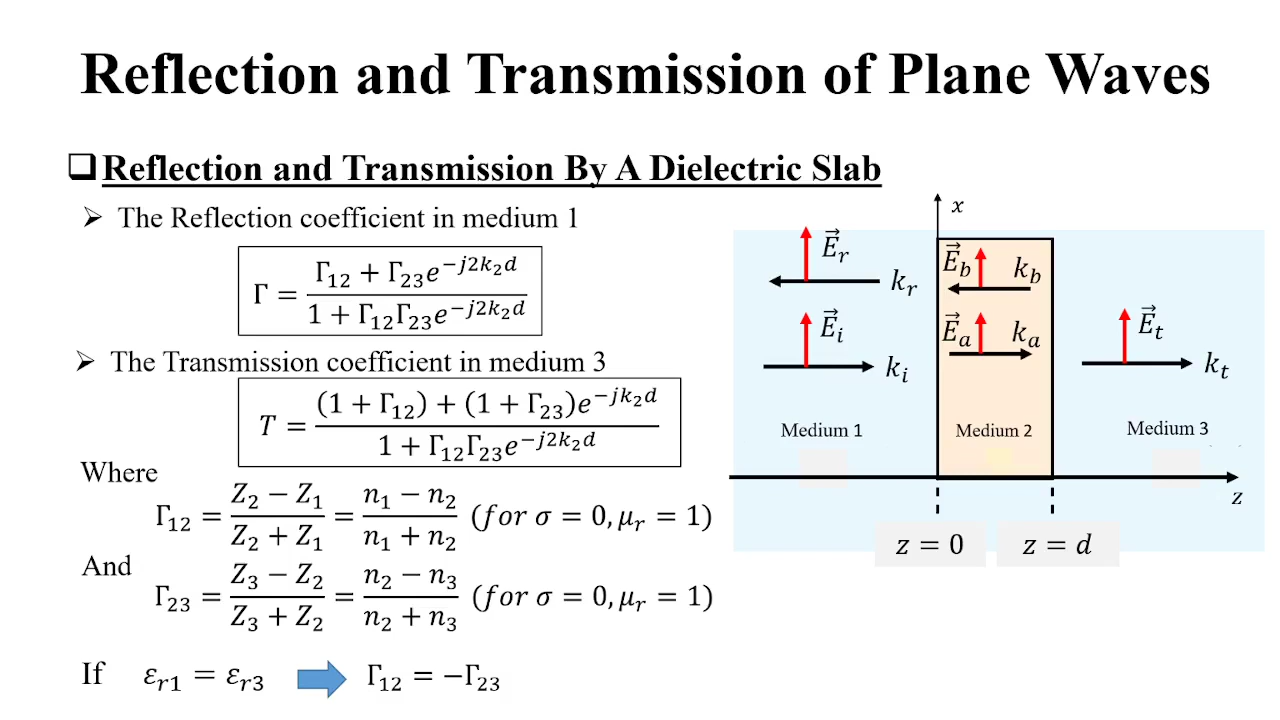 Reflection and Transmission of Plane Waves
❑Reflection and Transmission By A Dielectric Slab
➢ The Reflection coefficient in medium 1
Γ = (Γ₁₂ + Γ₂₃e^{−j2k₂d}) / (1 + Γ₁₂Γ₂₃e^{−j2k₂d})
➢ The Transmission coefficient in medium 3
T = ((1 + Γ₁₂) + (1 + Γ₂₃)e^{−jk₂d}) / (1 + Γ₁₂Γ₂₃e^{−j2k₂d})
Where
Γ₁₂ = (Z₂ − Z₁) / (Z₂ + Z₁) = (n₁ − n₂) / (n₁ + n₂) (for σ = 0, μᵣ = 1)
And
Γ₂₃ = (Z₃ − Z₂) / (Z₃ + Z₂) = (n₂ − n₃) / (n₂ + n₃) (for σ = 0, μᵣ = 1)
If εᵣ₁ = εᵣ₃ Γ₁₂ = −Γ₂₃
x
E⃗ᵣ
kᵣ
E⃗ᵢ
kᵢ
E⃗_b k_b
E⃗ₐ kₐ
E⃗ₜ
kₜ
Medium 1
Medium 2
Medium 3
z
z = 0
z = d